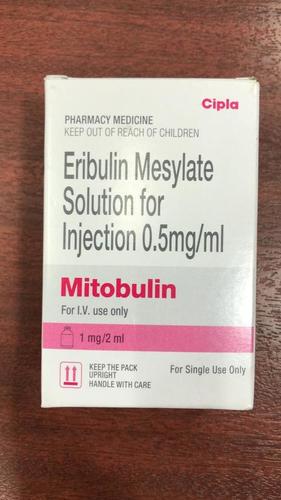 Cipla
PHARMACY MEDICINE
KEEP OUT OF REACH OF CHILDREN
Eribulin Mesylate
Solution for
Injection 0.5mg/ml
Mitobulin
For I.V. use only
1 mg/2 ml
KEEP THE PACK
UPRIGHT
HANDLE WITH CARE
For Single Use Only